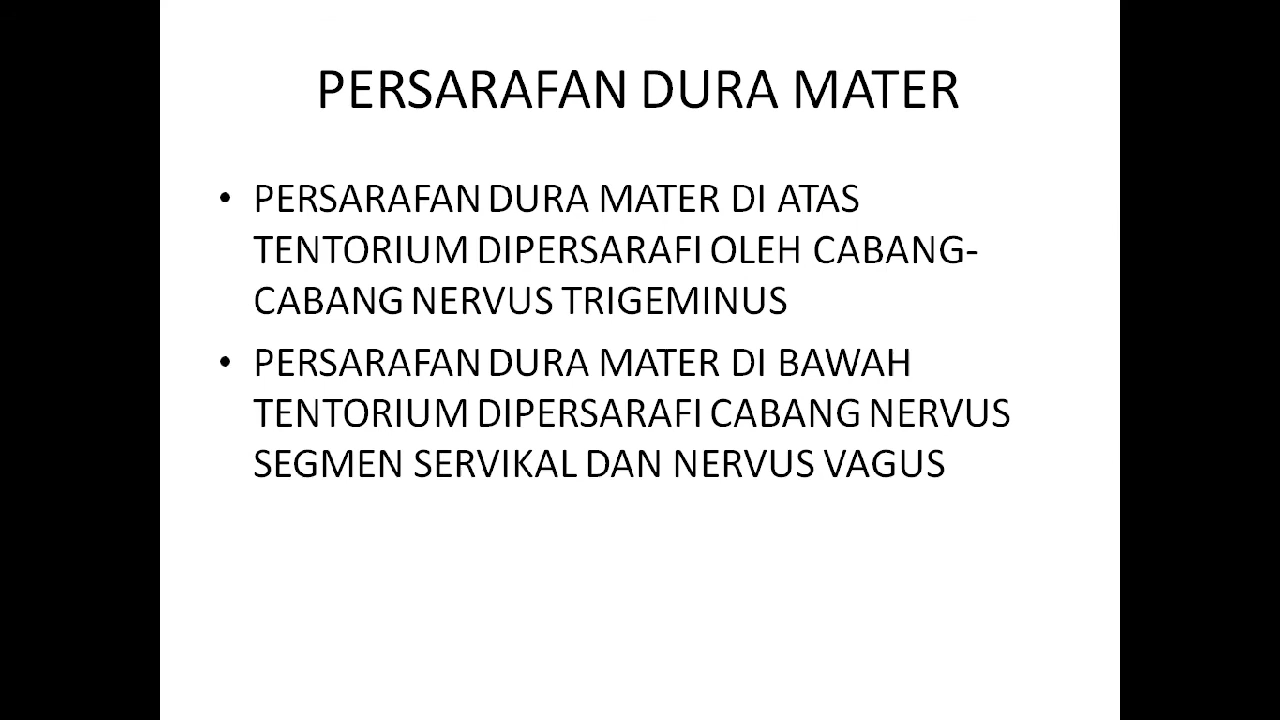 PERSARAFAN DURA MATER
• PERSARAFAN DURA MATER DI ATAS
TENTORIUM DIPERSARAFI OLEH CABANG-
CABANG NERVUS TRIGEMINUS
• PERSARAFAN DURA MATER DI BAWAH
TENTORIUM DIPERSARAFI CABANG NERVUS
SEGMEN SERVIKAL DAN NERVUS VAGUS